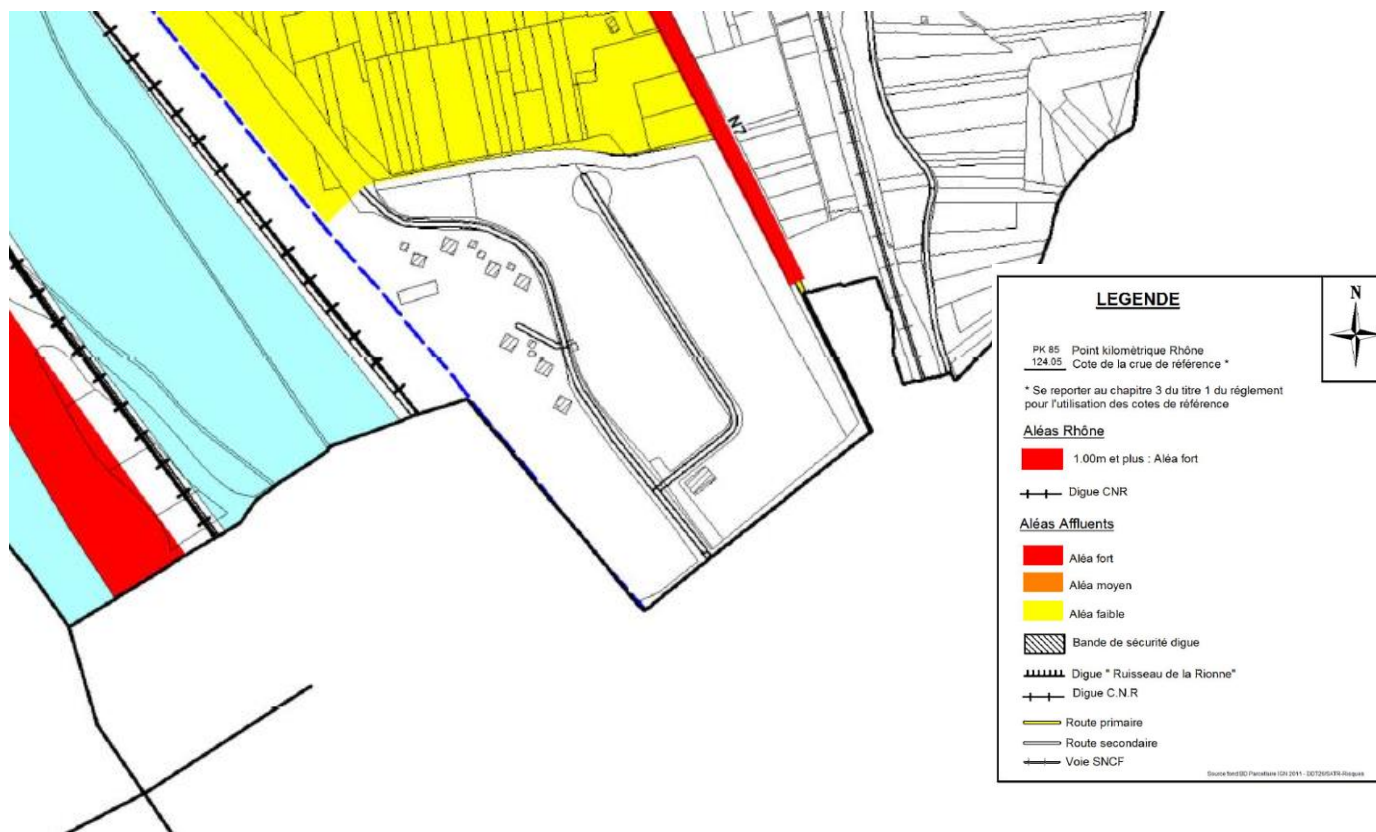 N7
LEGENDE
N
PK 85 Point kilomètrique Rhône
124.05 Cote de la crue de référence *
* Se reporter au chapitre 3 du titre 1 du réglement
pour l'utilisation des cotes de référence
Aléas Rhône
1.00m et plus : Aléa fort
Digue CNR
Aléas Affluents
Aléa fort
Aléa moyen
Aléa faible
Bande de sécurité digue
Digue " Ruisseau de la Rionne"
Digue C.N.R
Route primaire
Route secondaire
Voie SNCF